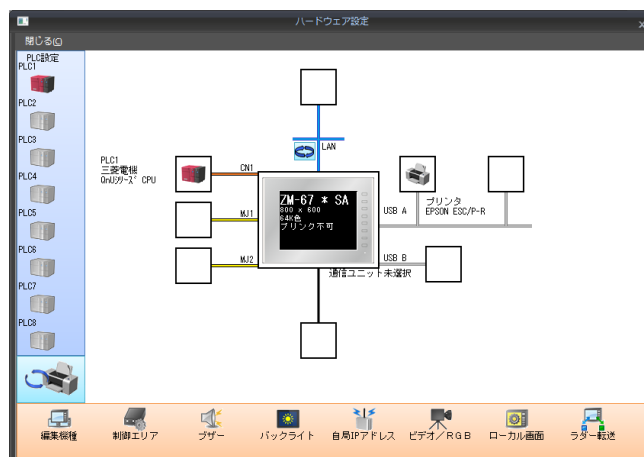 ハードウェア設定
閉じる(C)
PLC設定
PLC1
PLC2
PLC3
PLC4
PLC5
PLC6
PLC7
PLC8
LAN
PLC1
三菱電機
QnUシリーズ CPU
CN1
MJ1
MJ2
ZM-67 * SA
800 x 600
64K色
ブリンク不可
USB A
プリンタ
EPSON ESC/P-R
USB B
通信ユニット未選択
編集機種
制御エリア
ブザー
バックライト
自局IPアドレス
ビデオ/RGB
ローカル画面
ラダー転送